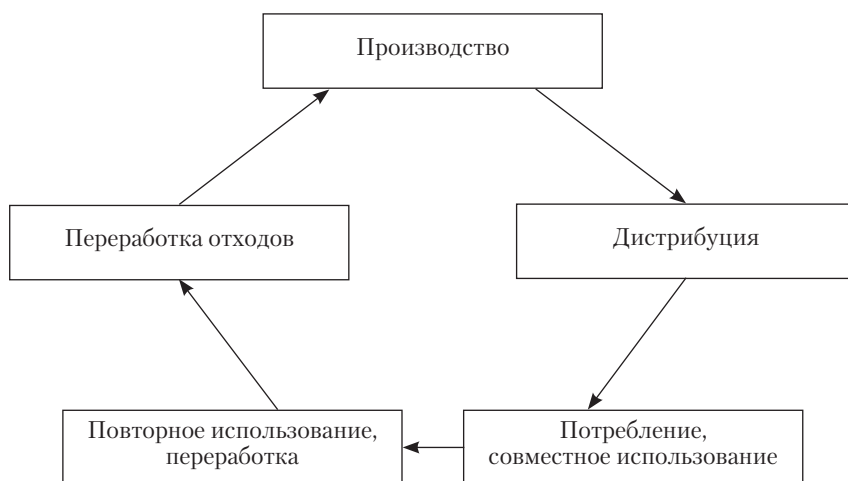 Производство
Переработка отходов
Дистрибуция
Повторное использование,
переработка
Потребление,
совместное использование